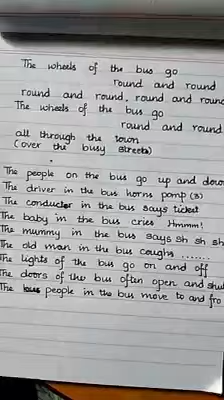 The wheels of the bus go
round and round
round and round, round and round
The wheels of the bus go
round and round
all through the town
(over the busy streets)
The people on the bus go up and down
The driver in the bus horns pomp (3)
The conductor in the bus says ticket
The baby in the bus cries Hmmm!
The mummy in the bus says sh sh sh
The old man in the bus coughs .......
The lights of the bus go on and off
The doors of the bus often open and shut
The people in the bus move to and fro